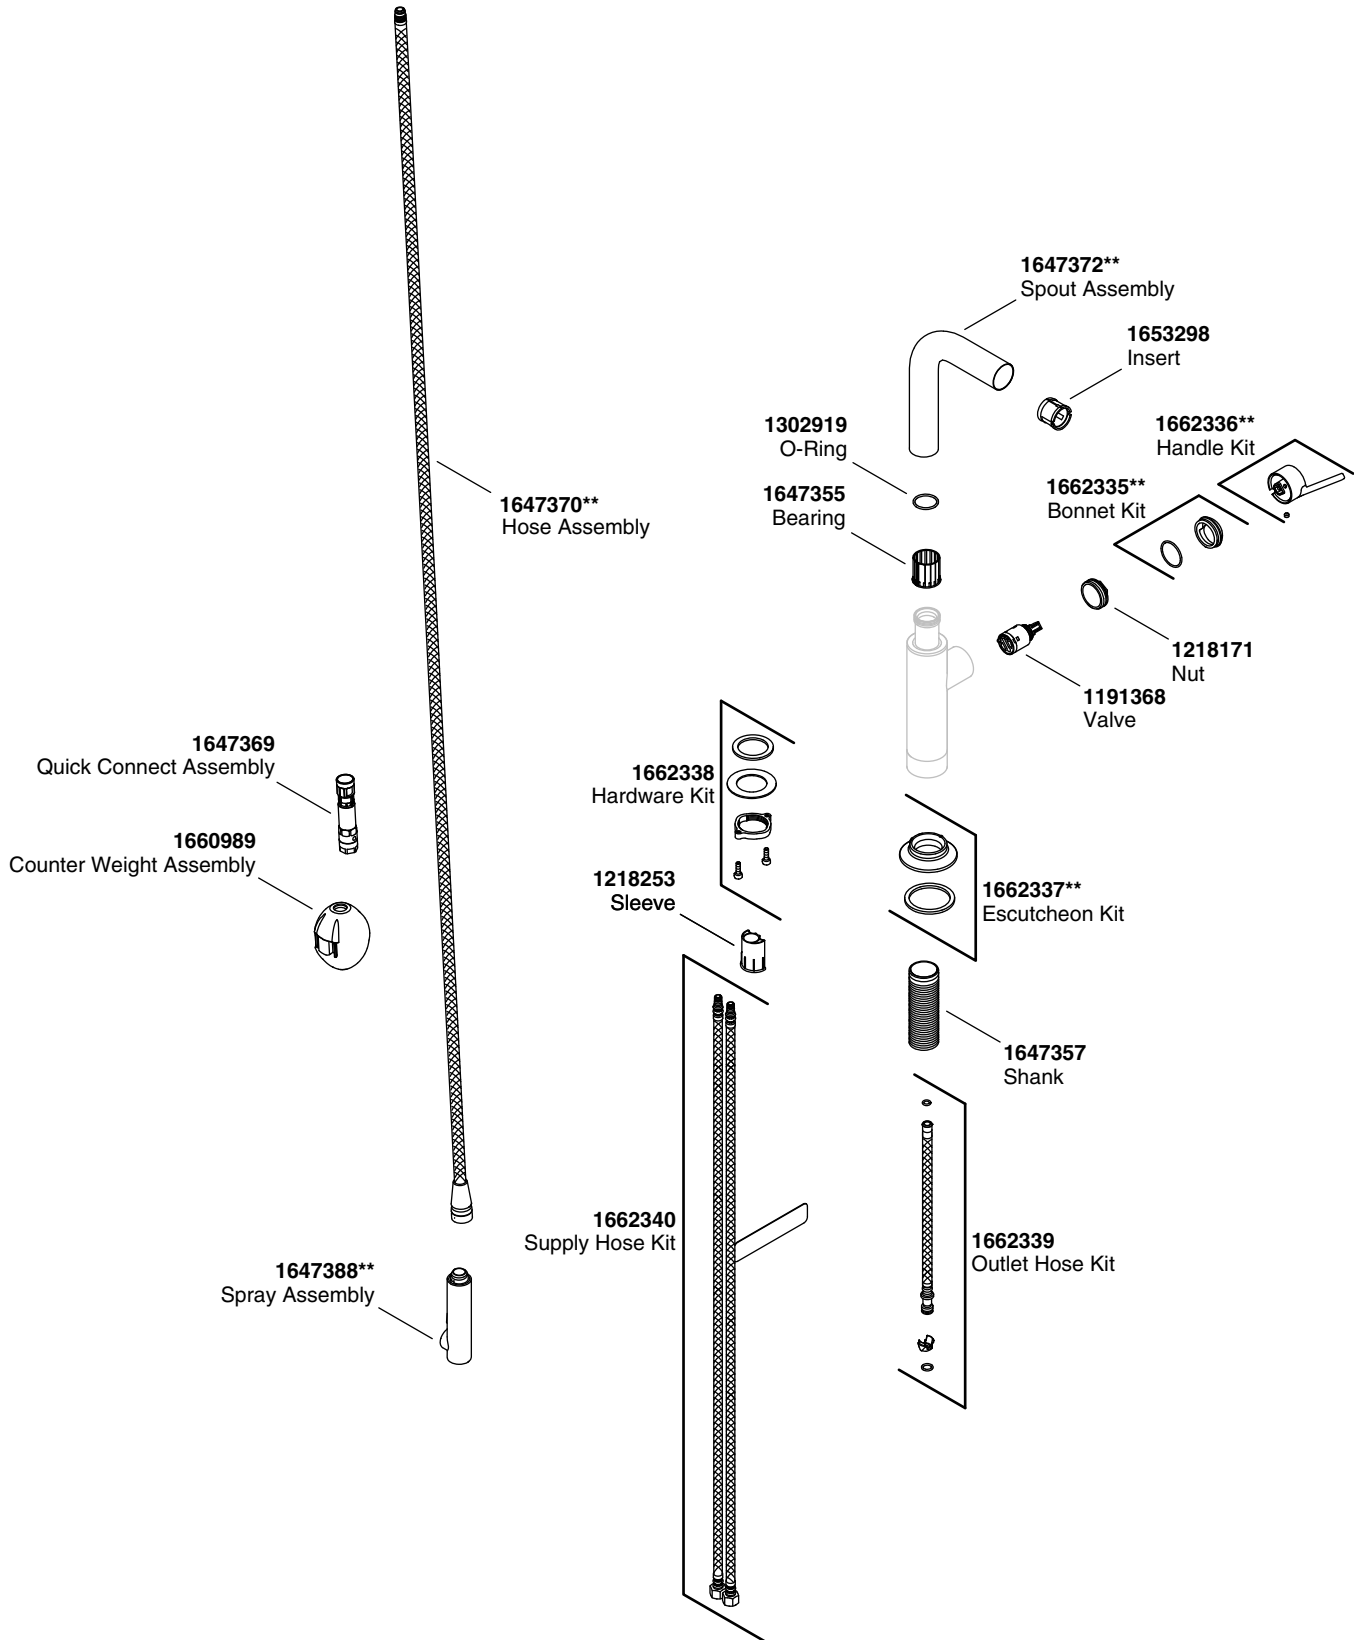 1647372**
Spout Assembly
1653298
Insert
1302919
O-Ring
1662336**
Handle Kit
1647355
Bearing
1662335**
Bonnet Kit
1647370**
Hose Assembly
1218171
Nut
1191368
Valve
1647369
Quick Connect Assembly
1662338
Hardware Kit
1660989
Counter Weight Assembly
1218253
Sleeve
1662337**
Escutcheon Kit
1647357
Shank
1662340
Supply Hose Kit
1662339
Outlet Hose Kit
1647388**
Spray Assembly